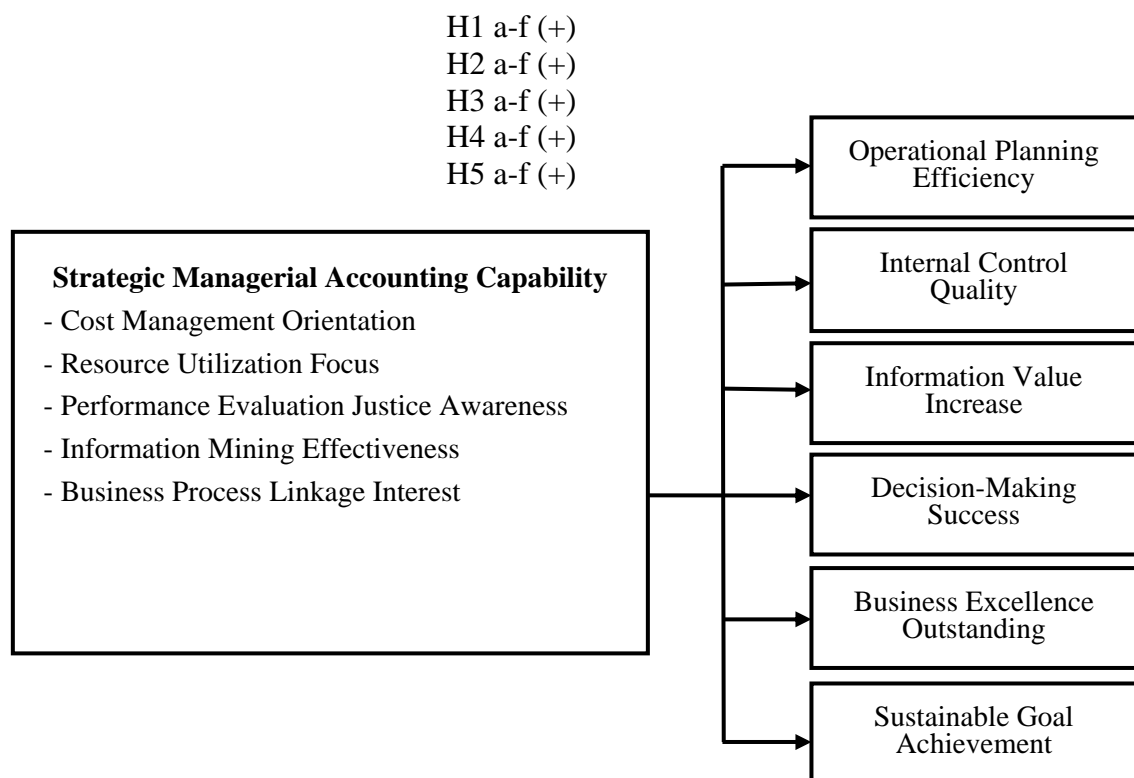 H1 a-f (+)
H2 a-f (+)
H3 a-f (+)
H4 a-f (+)
H5 a-f (+)
Strategic Managerial Accounting Capability
- Cost Management Orientation
- Resource Utilization Focus
- Performance Evaluation Justice Awareness
- Information Mining Effectiveness
- Business Process Linkage Interest
Operational Planning
Efficiency
Internal Control
Quality
Information Value
Increase
Decision-Making
Success
Business Excellence
Outstanding
Sustainable Goal
Achievement